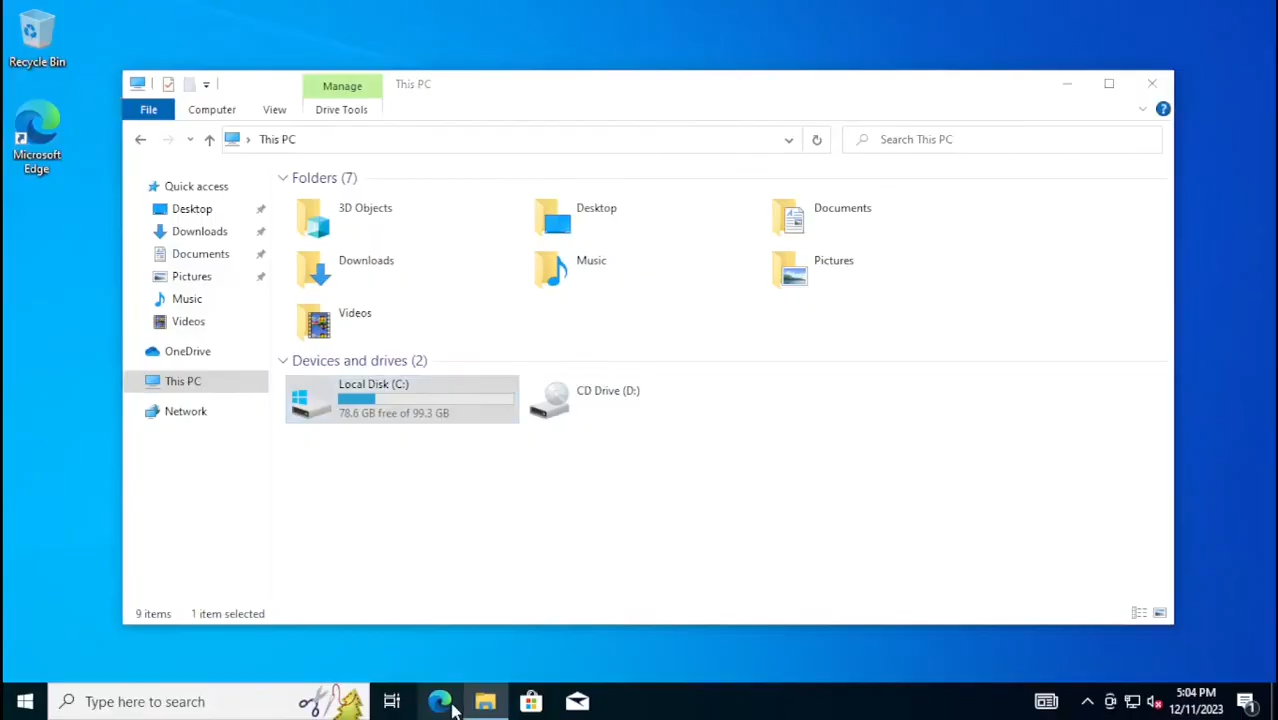 Recycle Bin
Microsoft
Edge
Manage
This PC
File
Computer
View
Drive Tools
This PC
Search This PC
Quick access
Desktop
Downloads
Documents
Pictures
Music
Videos
OneDrive
This PC
Network
Folders (7)
3D Objects
Desktop
Documents
Downloads
Music
Pictures
Videos
Devices and drives (2)
Local Disk (C:)
78.6 GB free of 99.3 GB
CD Drive (D:)
9 items
1 item selected
Type here to search
5:04 PM
12/11/2023
1